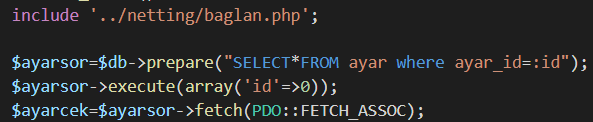 include '../netting/baglan.php';
$ayarsor=$db->prepare("SELECT*FROM ayar where ayar_id=:id");
$ayarsor->execute(array('id'=>0));
$ayarcek=$ayarsor->fetch(PDO::FETCH_ASSOC);